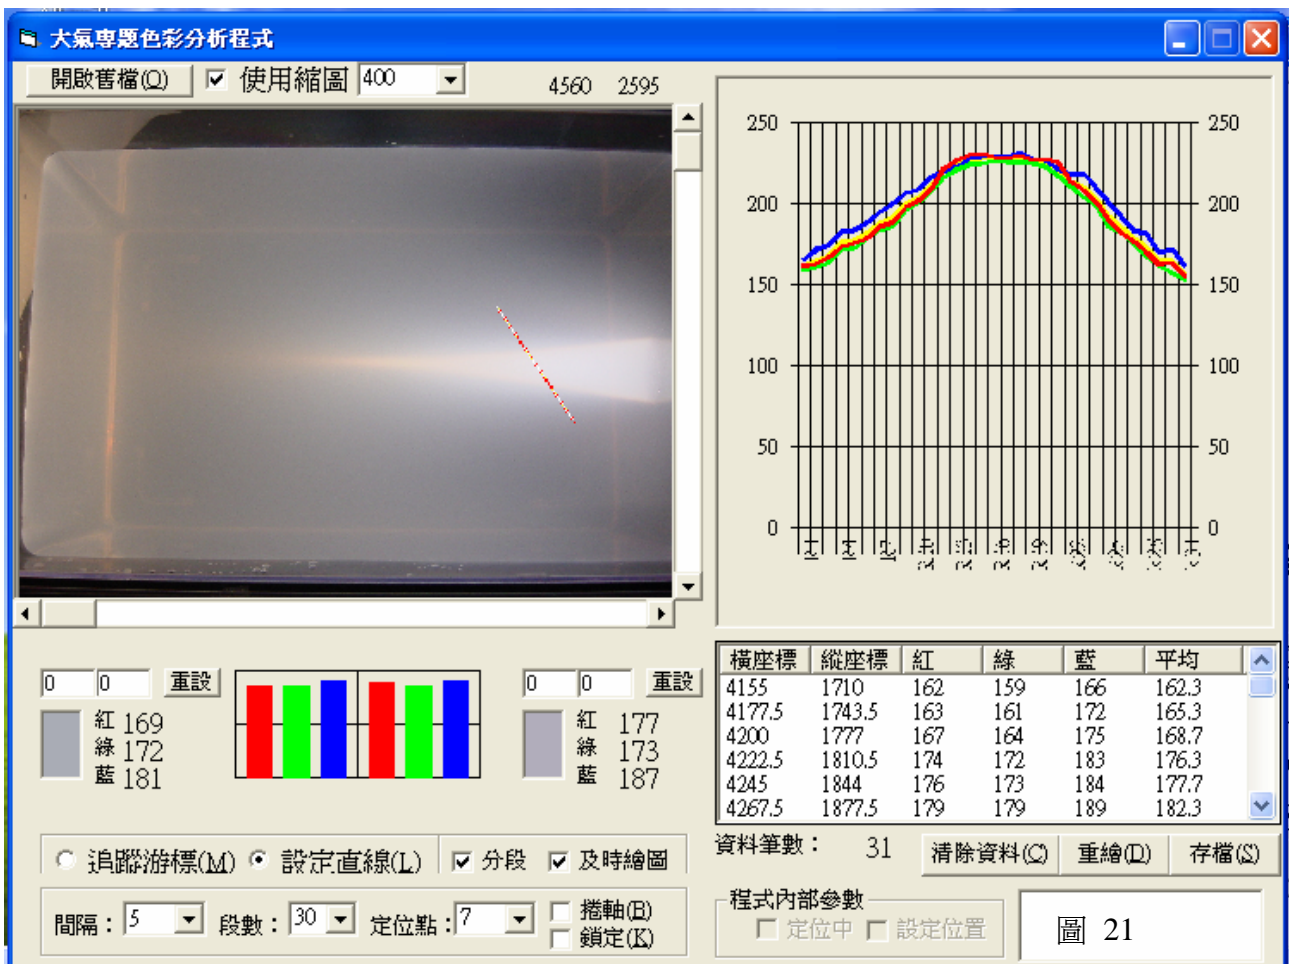 大氣專題色彩分析程式
開啟舊檔(O) 使用縮圖 400 4560 2595
250 250
200 200
150 150
100 100
50 50
0 0
橫座標 縱座標 紅 綠 藍 平均
4155 1710 162 159 166 162.3
4177.5 1743.5 163 161 172 165.3
4200 1777 167 164 175 168.7
4222.5 1810.5 174 172 183 176.3
4245 1844 176 173 184 177.7
4267.5 1877.5 179 179 189 182.3
0 0 重設 0 0 重設
紅 169 紅 177
綠 172 綠 173
藍 181 藍 187
資料筆數: 31 清除資料(C) 重繪(D) 存檔(S)
追蹤游標(M) 設定直線(L) 分段 及時繪圖
間隔: 5 段數: 30 定位點: 7 捲軸(B)
鎖定(K)
程式內部參數
定位中 設定位置
圖 21